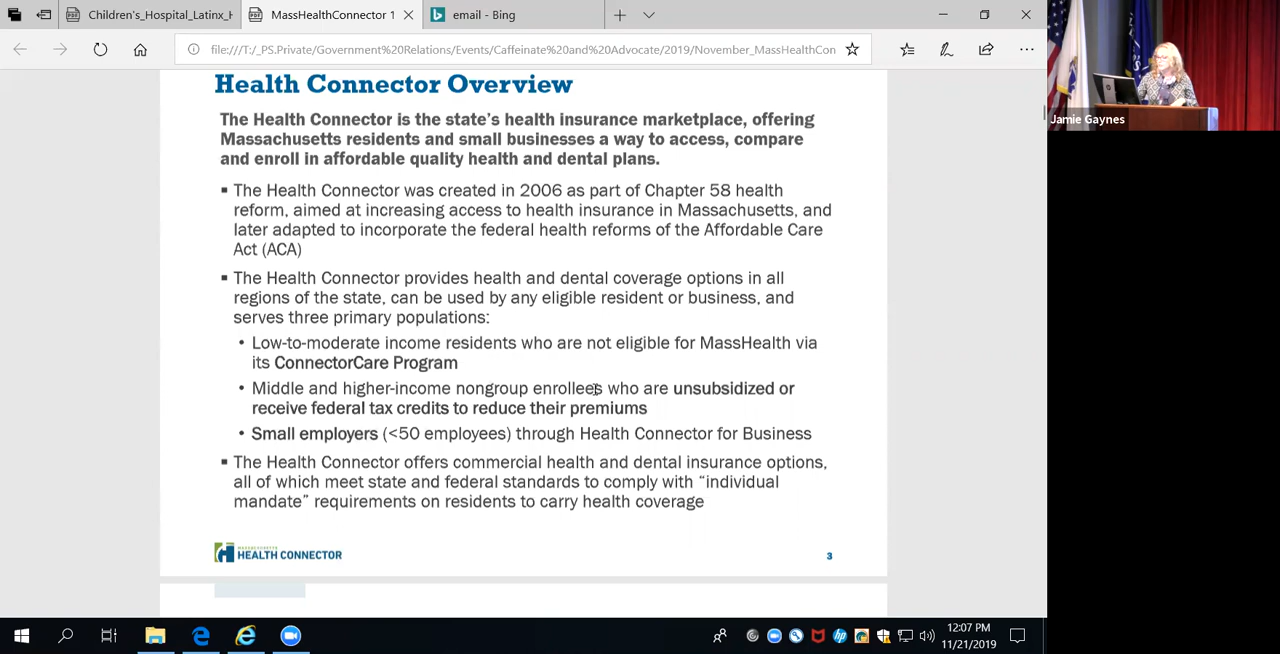 Children's_Hospital_Latinx_H
MassHealthConnector 1
email - Bing
file:///T:/_PS.Private/Government%20Relations/Events/Caffeinate%20and%20Advocate/2019/November_MassHealthCon
Jamie Gaynes
Health Connector Overview
The Health Connector is the state's health insurance marketplace, offering
Massachusetts residents and small businesses a way to access, compare
and enroll in affordable quality health and dental plans.
▪ The Health Connector was created in 2006 as part of Chapter 58 health
reform, aimed at increasing access to health insurance in Massachusetts, and
later adapted to incorporate the federal health reforms of the Affordable Care
Act (ACA)
▪ The Health Connector provides health and dental coverage options in all
regions of the state, can be used by any eligible resident or business, and
serves three primary populations:
• Low-to-moderate income residents who are not eligible for MassHealth via
its ConnectorCare Program
• Middle and higher-income nongroup enrollees who are unsubsidized or
receive federal tax credits to reduce their premiums
• Small employers (<50 employees) through Health Connector for Business
▪ The Health Connector offers commercial health and dental insurance options,
all of which meet state and federal standards to comply with “individual
mandate” requirements on residents to carry health coverage
MASSACHUSETTS
HEALTH CONNECTOR
3
12:07 PM
11/21/2019